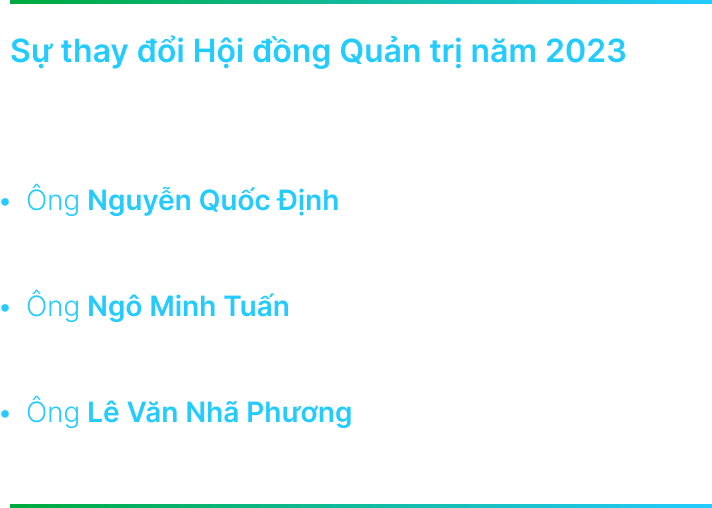 Sự thay đổi Hội đồng Quản trị năm 2023
• Ông Nguyễn Quốc Định
• Ông Ngô Minh Tuấn
• Ông Lê Văn Nhã Phương